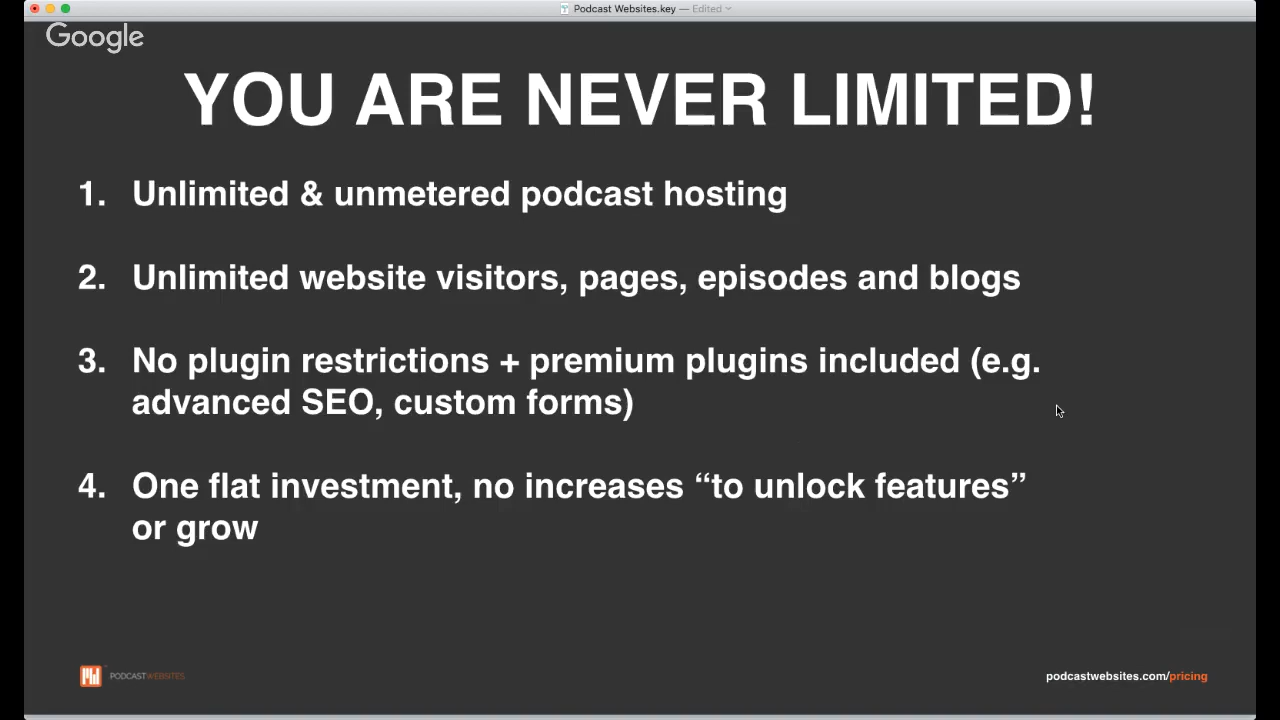 Podcast Websites.key — Edited
Google
YOU ARE NEVER LIMITED!
1. Unlimited & unmetered podcast hosting
2. Unlimited website visitors, pages, episodes and blogs
3. No plugin restrictions + premium plugins included (e.g.
advanced SEO, custom forms)
4. One flat investment, no increases “to unlock features”
or grow
PODCASTWEBSITES
podcastwebsites.com/pricing